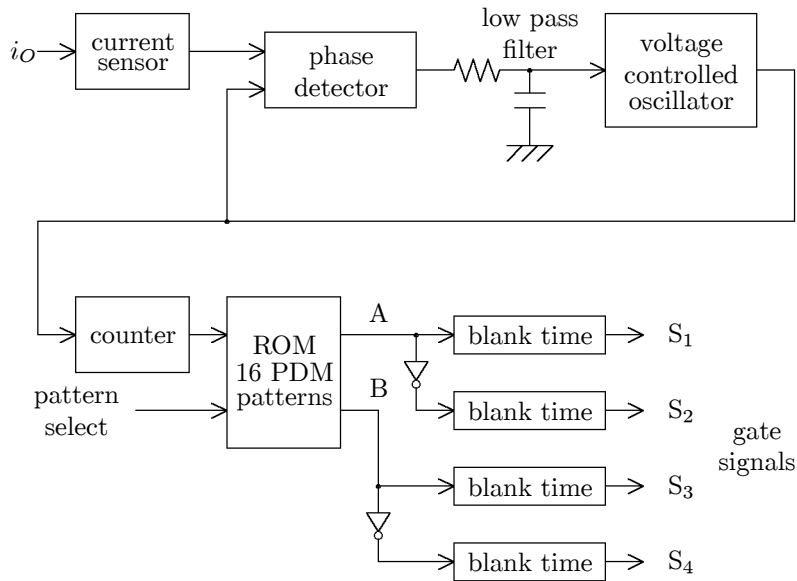 i_O
current
sensor
phase
detector
low pass
filter
voltage
controlled
oscillator
counter
ROM
16 PDM
patterns
pattern
select
A
B
blank time
S_1
blank time
S_2
blank time
S_3
blank time
S_4
gate
signals